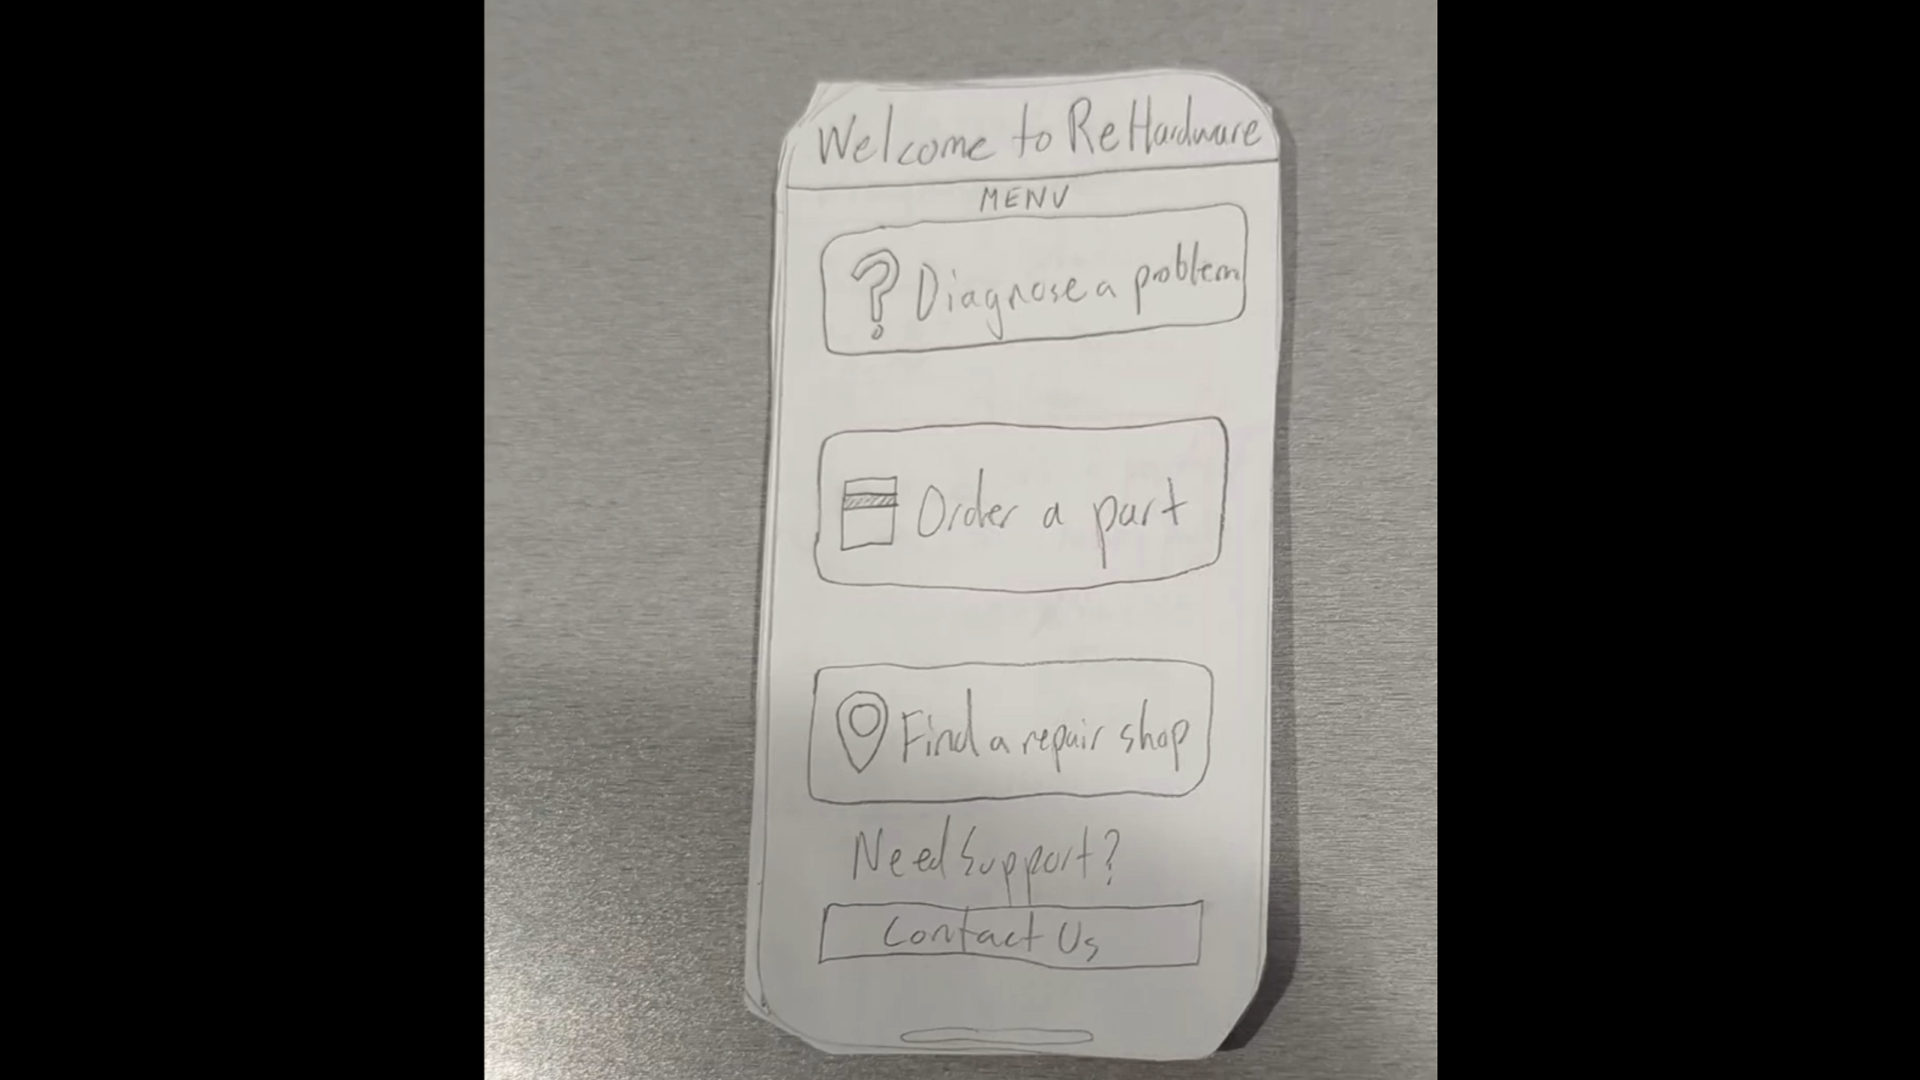 Welcome to ReHardware
MENU
? Diagnose a problem
Order a part
Find a repair shop
Need Support?
Contact Us